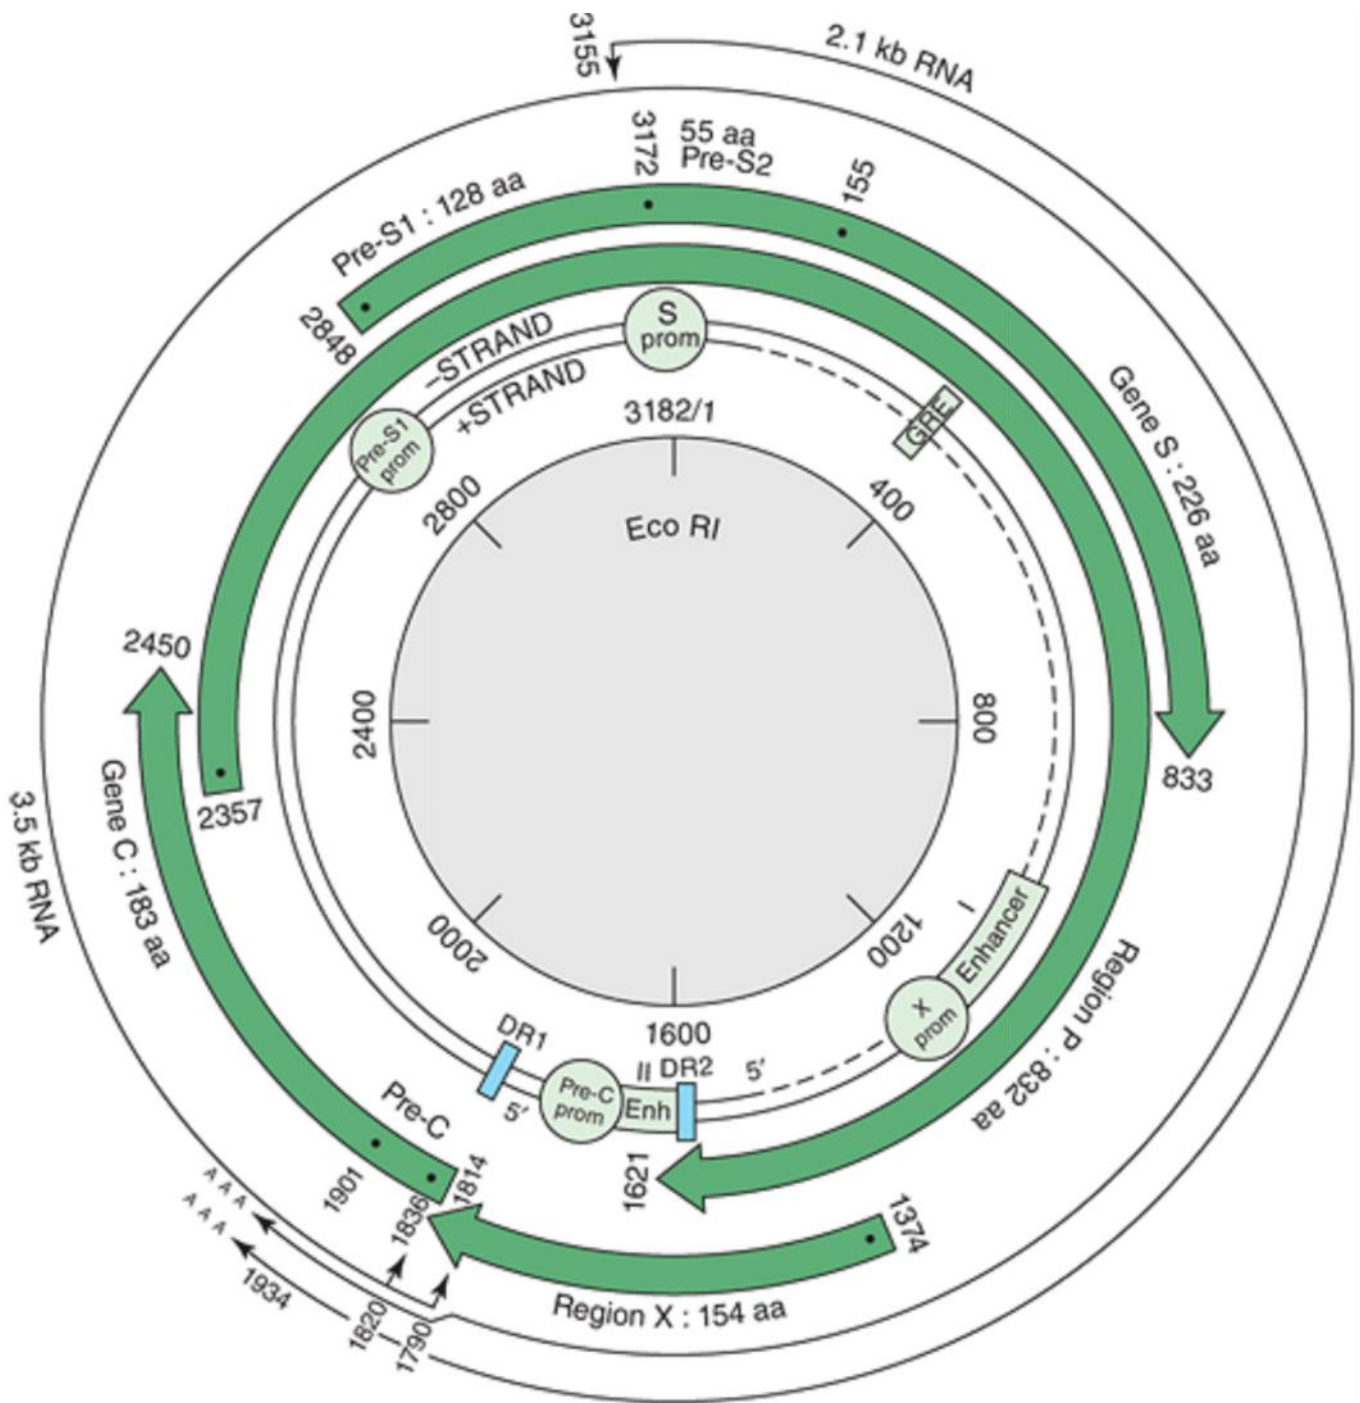 3155
2.1 kb RNA
3172
55 aa
Pre-S2
155
Pre-S1 : 128 aa
2848
–STRAND
+STRAND
S
prom
Pre-S1
prom
GRE
3182/1
Eco RI
400
800
1200
1600
2000
2400
2800
Gene S : 226 aa
833
2450
2357
Gene C : 183 aa
3.5 kb RNA
I
Enhancer
X
prom
Region P : 832 aa
DR1
5′
Pre-C
prom
II
Enh
DR2
5′
1621
1374
Region X : 154 aa
Pre-C
1814
1836
1901
A A A
A A A
1934
1820
1790